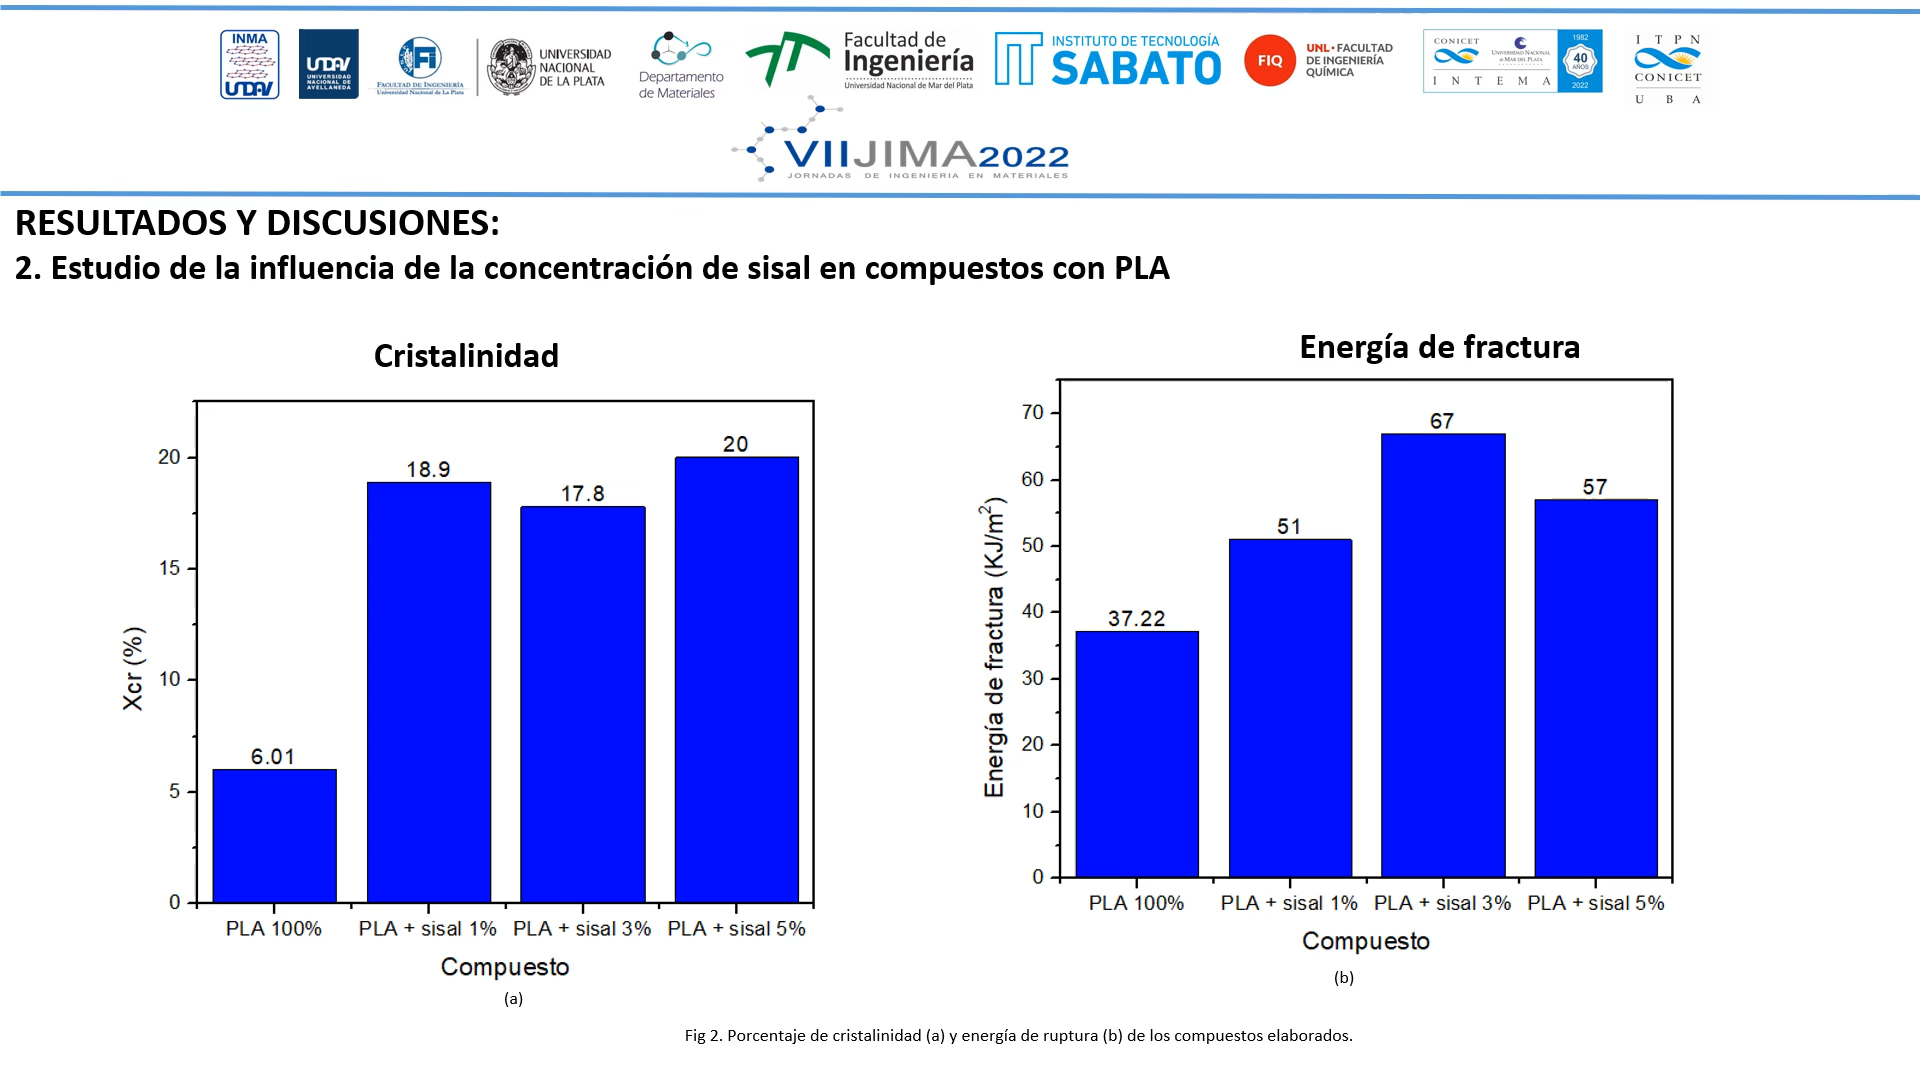 INMA
UNDAV
UNDAV
UNIVERSIDAD
NACIONAL DE
AVELLANEDA
FACULTAD DE INGENIERÍA
Universidad Nacional de La Plata
UNIVERSIDAD
NACIONAL
DE LA PLATA
Departamento
de Materiales
Facultad de
Ingeniería
Universidad Nacional de Mar del Plata
INSTITUTO DE TECNOLOGÍA
SABATO
FIQ
UNL • FACULTAD
DE INGENIERÍA
QUÍMICA
CONICET
UNIVERSIDAD NACIONAL
de MAR DEL PLATA
I N T E M A
1982
40
AÑOS
2022
I T P N
CONICET
U B A
VIIJIMA2022
JORNADAS DE INGENIERIA EN MATERIALES
RESULTADOS Y DISCUSIONES:
2. Estudio de la influencia de la concentración de sisal en compuestos con PLA
Cristalinidad
Xcr (%)
20
15
10
5
0
6.01
18.9
17.8
20
PLA 100%
PLA + sisal 1%
PLA + sisal 3%
PLA + sisal 5%
Compuesto
(a)
Energía de fractura
Energía de fractura (KJ/m²)
70
60
50
40
30
20
10
0
37.22
51
67
57
PLA 100%
PLA + sisal 1%
PLA + sisal 3%
PLA + sisal 5%
Compuesto
(b)
Fig 2. Porcentaje de cristalinidad (a) y energía de ruptura (b) de los compuestos elaborados.